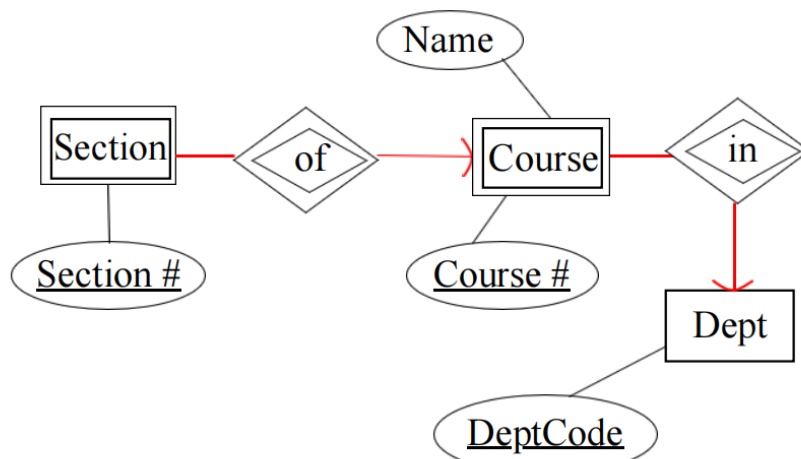 Name
Section
of
Course
in
Section #
Course #
Dept
DeptCode